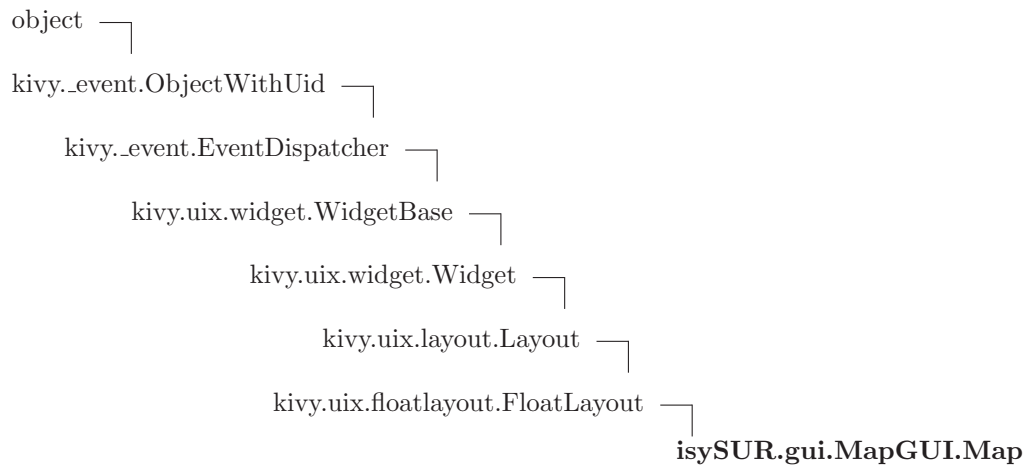 object
kivy._event.ObjectWithUid
kivy._event.EventDispatcher
kivy.uix.widget.WidgetBase
kivy.uix.widget.Widget
kivy.uix.layout.Layout
kivy.uix.floatlayout.FloatLayout
isySUR.gui.MapGUI.Map